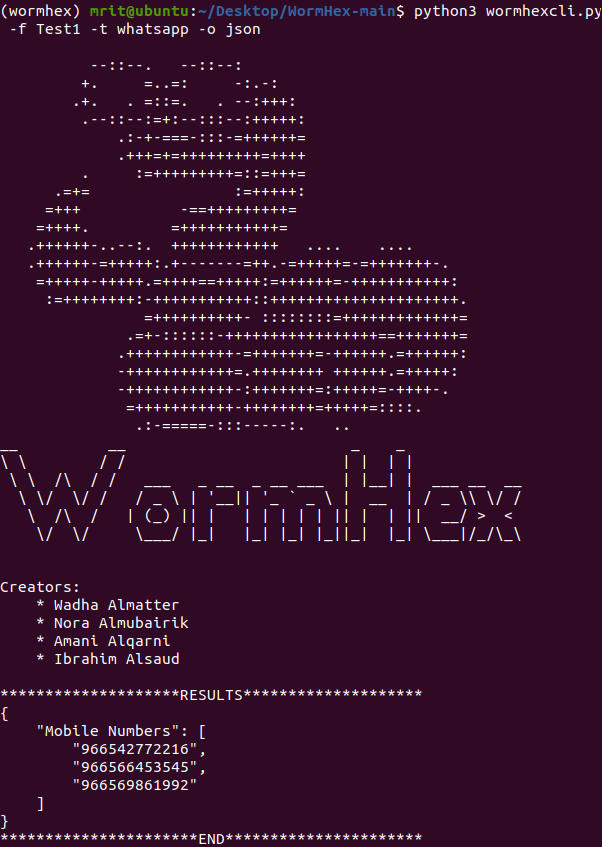 (wormhex) mrit@ubuntu:~/Desktop/WormHex-main$ python3 wormhexcli.py
-f Test1 -t whatsapp -o json
WormHex
Creators:
* Wadha Almatter
* Nora Almubairik
* Amani Alqarni
* Ibrahim Alsaud
********************RESULTS********************
{
"Mobile Numbers": [
"966542772216",
"966566453545",
"966569861992"
]
}
**********************END**********************